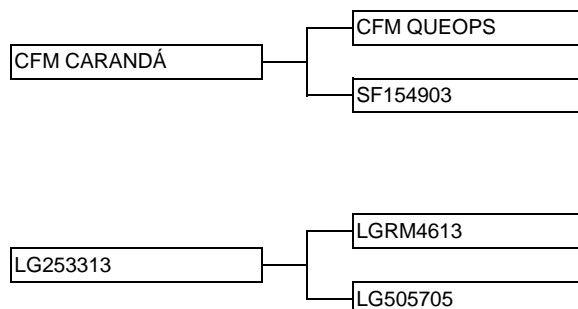 CFM QUEOPS
CFM CARANDÁ
SF154903
LGRM4613
LG253313
LG505705